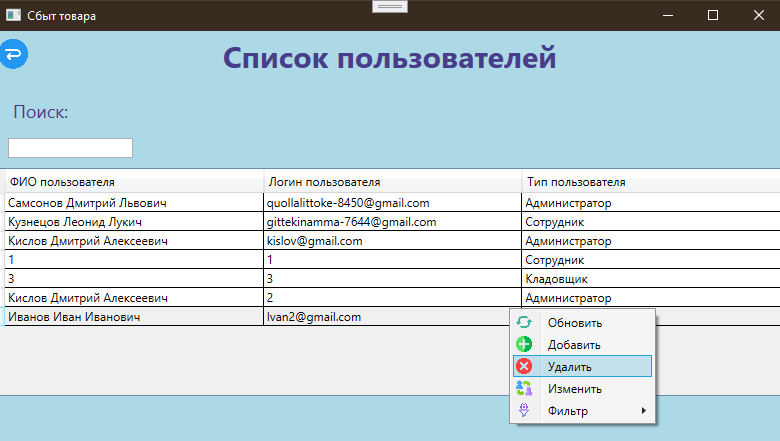 Сбыт товара
Список пользователей
Поиск:
ФИО пользователя Логин пользователя Тип пользователя
Самсонов Дмитрий Львович quollalittoke-8450@gmail.com Администратор
Кузнецов Леонид Лукич gittekinamma-7644@gmail.com Сотрудник
Кислов Дмитрий Алексеевич kislov@gmail.com Администратор
1 1 Сотрудник
3 3 Кладовщик
Кислов Дмитрий Алексеевич 2 Администратор
Иванов Иван Иванович Ivan2@gmail.com
Обновить
Добавить
Удалить
Изменить
Фильтр